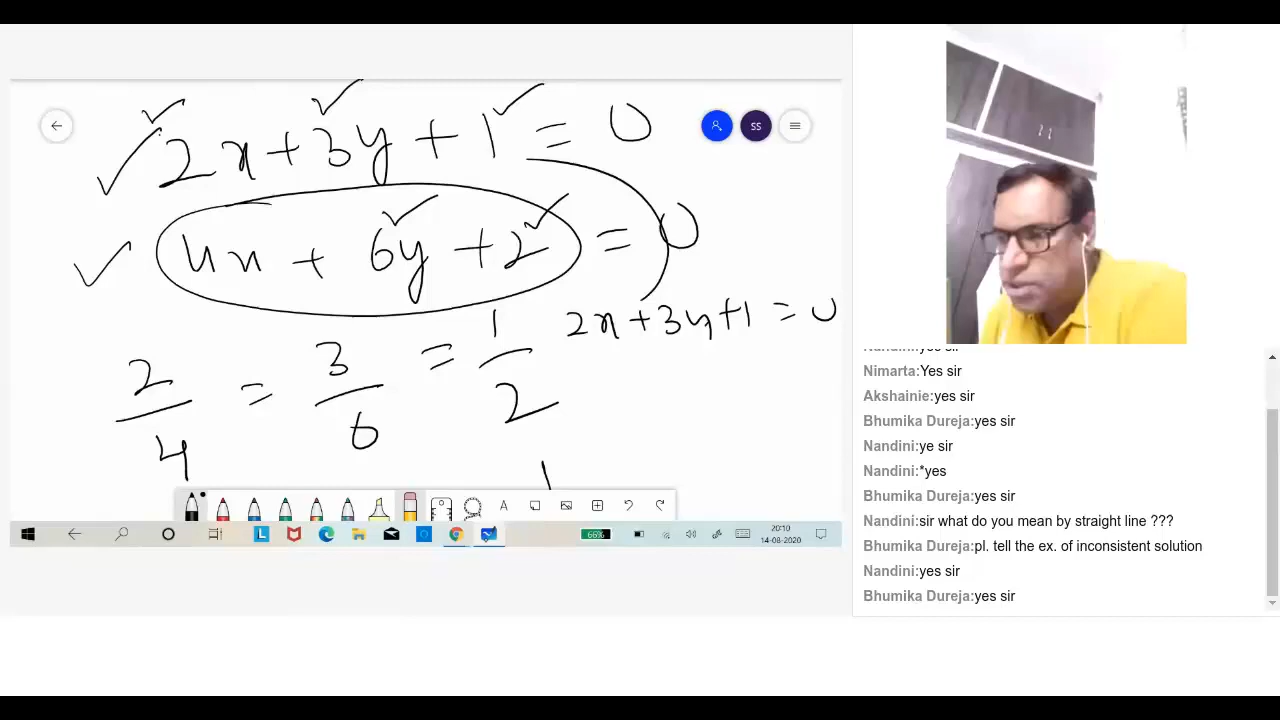 2x+3y+1=0
4x+6y+2=0
2x+3y+1=0
2/4=3/6=1/2
1
SS
A
66%
20:10
14-08-2020
Nimarta:Yes sir
Akshainie:yes sir
Bhumika Dureja:yes sir
Nandini:ye sir
Nandini:*yes
Bhumika Dureja:yes sir
Nandini:sir what do you mean by straight line ???
Bhumika Dureja:pl. tell the ex. of inconsistent solution
Nandini:yes sir
Bhumika Dureja:yes sir